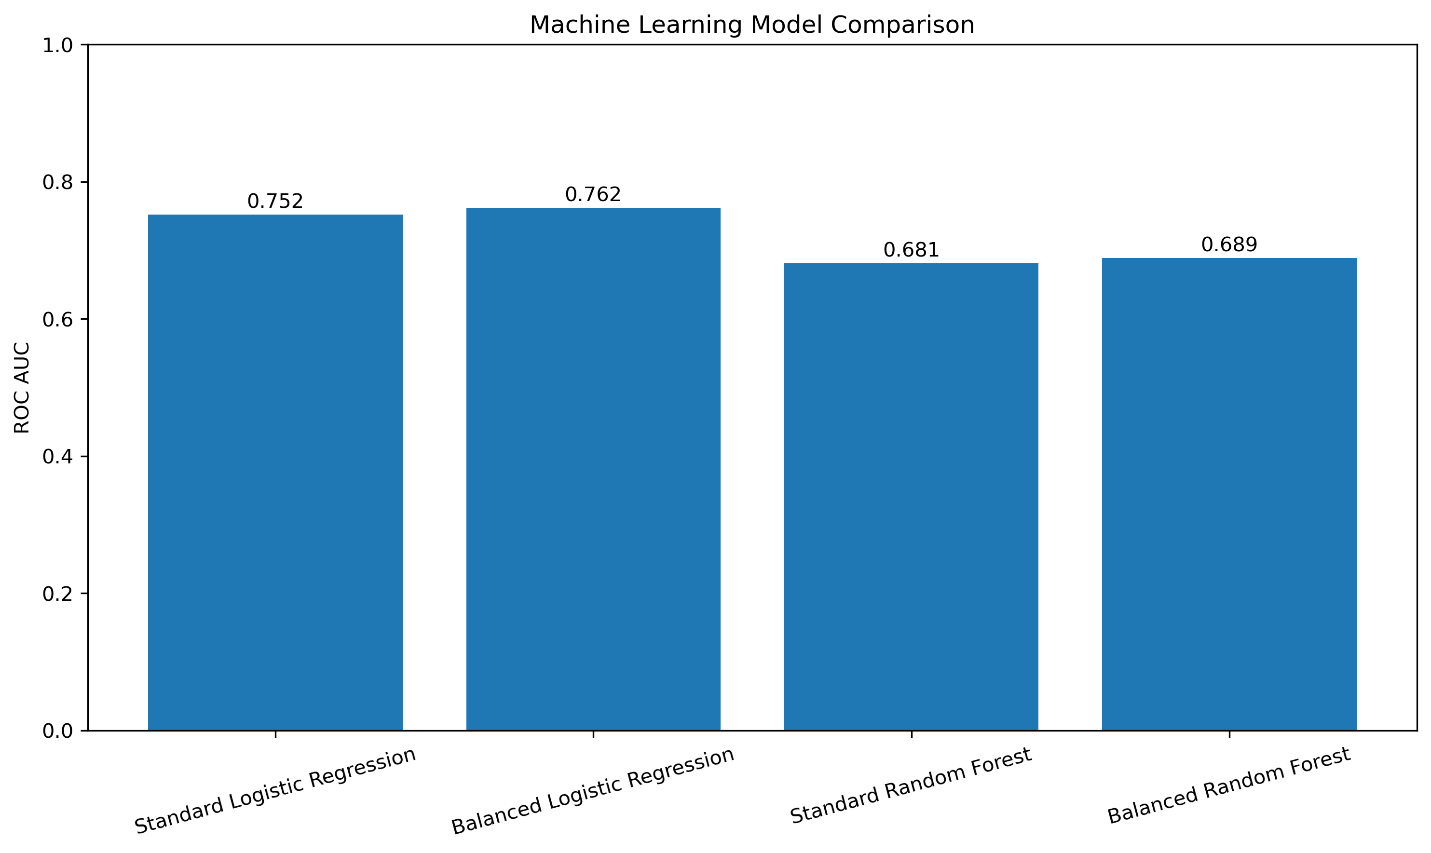 Machine Learning Model Comparison
1.0
0.8
0.6
0.4
0.2
0.0
ROC AUC
0.752
0.762
0.681
0.689
Standard Logistic Regression
Balanced Logistic Regression
Standard Random Forest
Balanced Random Forest